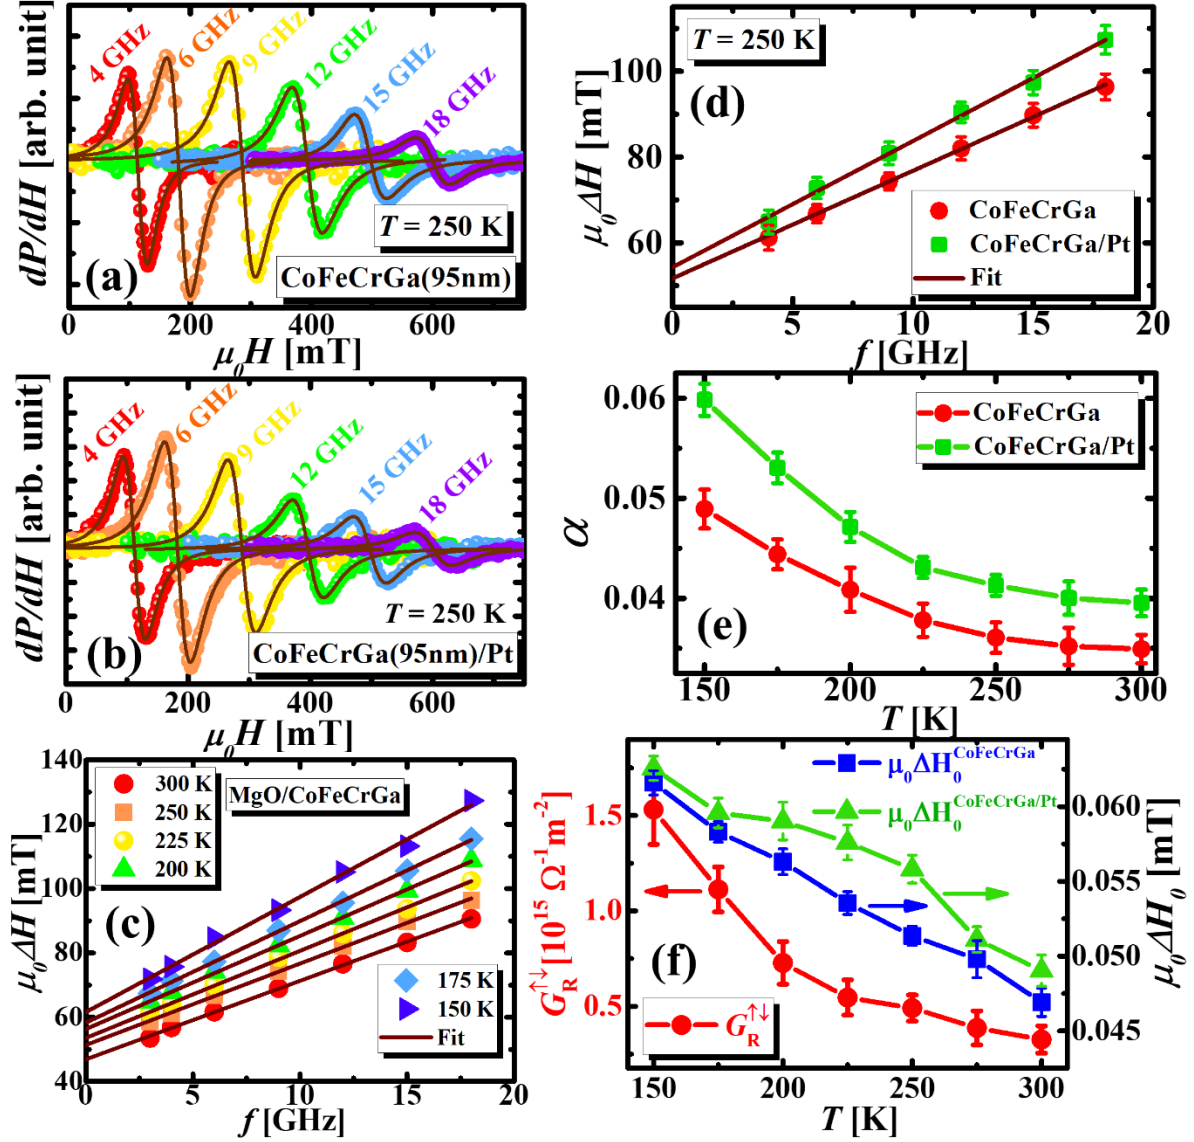 4 GHz
6 GHz
9 GHz
12 GHz
15 GHz
18 GHz
dP/dH [arb. unit]
T = 250 K
(a)
CoFeCrGa(95nm)
0 200 400 600
μ₀H [mT]
4 GHz
6 GHz
9 GHz
12 GHz
15 GHz
18 GHz
dP/dH [arb. unit]
T = 250 K
(b)
CoFeCrGa(95nm)/Pt
0 200 400 600
μ₀H [mT]
140
120
100
80
60
40
μ₀ΔH [mT]
300 K
250 K
225 K
200 K
MgO/CoFeCrGa
(c)
175 K
150 K
Fit
0 5 10 15 20
f [GHz]
T = 250 K
(d)
100
80
60
μ₀ΔH [mT]
CoFeCrGa
CoFeCrGa/Pt
Fit
0 5 10 15 20
f [GHz]
0.06
0.05
0.04
α
CoFeCrGa
CoFeCrGa/Pt
(e)
150 200 250 300
T [K]
μ₀ΔH₀^CoFeCrGa
μ₀ΔH₀^CoFeCrGa/Pt
1.5
1.0
0.5
G_R^↑↓ [10¹⁵ Ω⁻¹m⁻²]
(f)
G_R^↑↓
0.060
0.055
0.050
0.045
μ₀ΔH₀ [mT]
150 200 250 300
T [K]